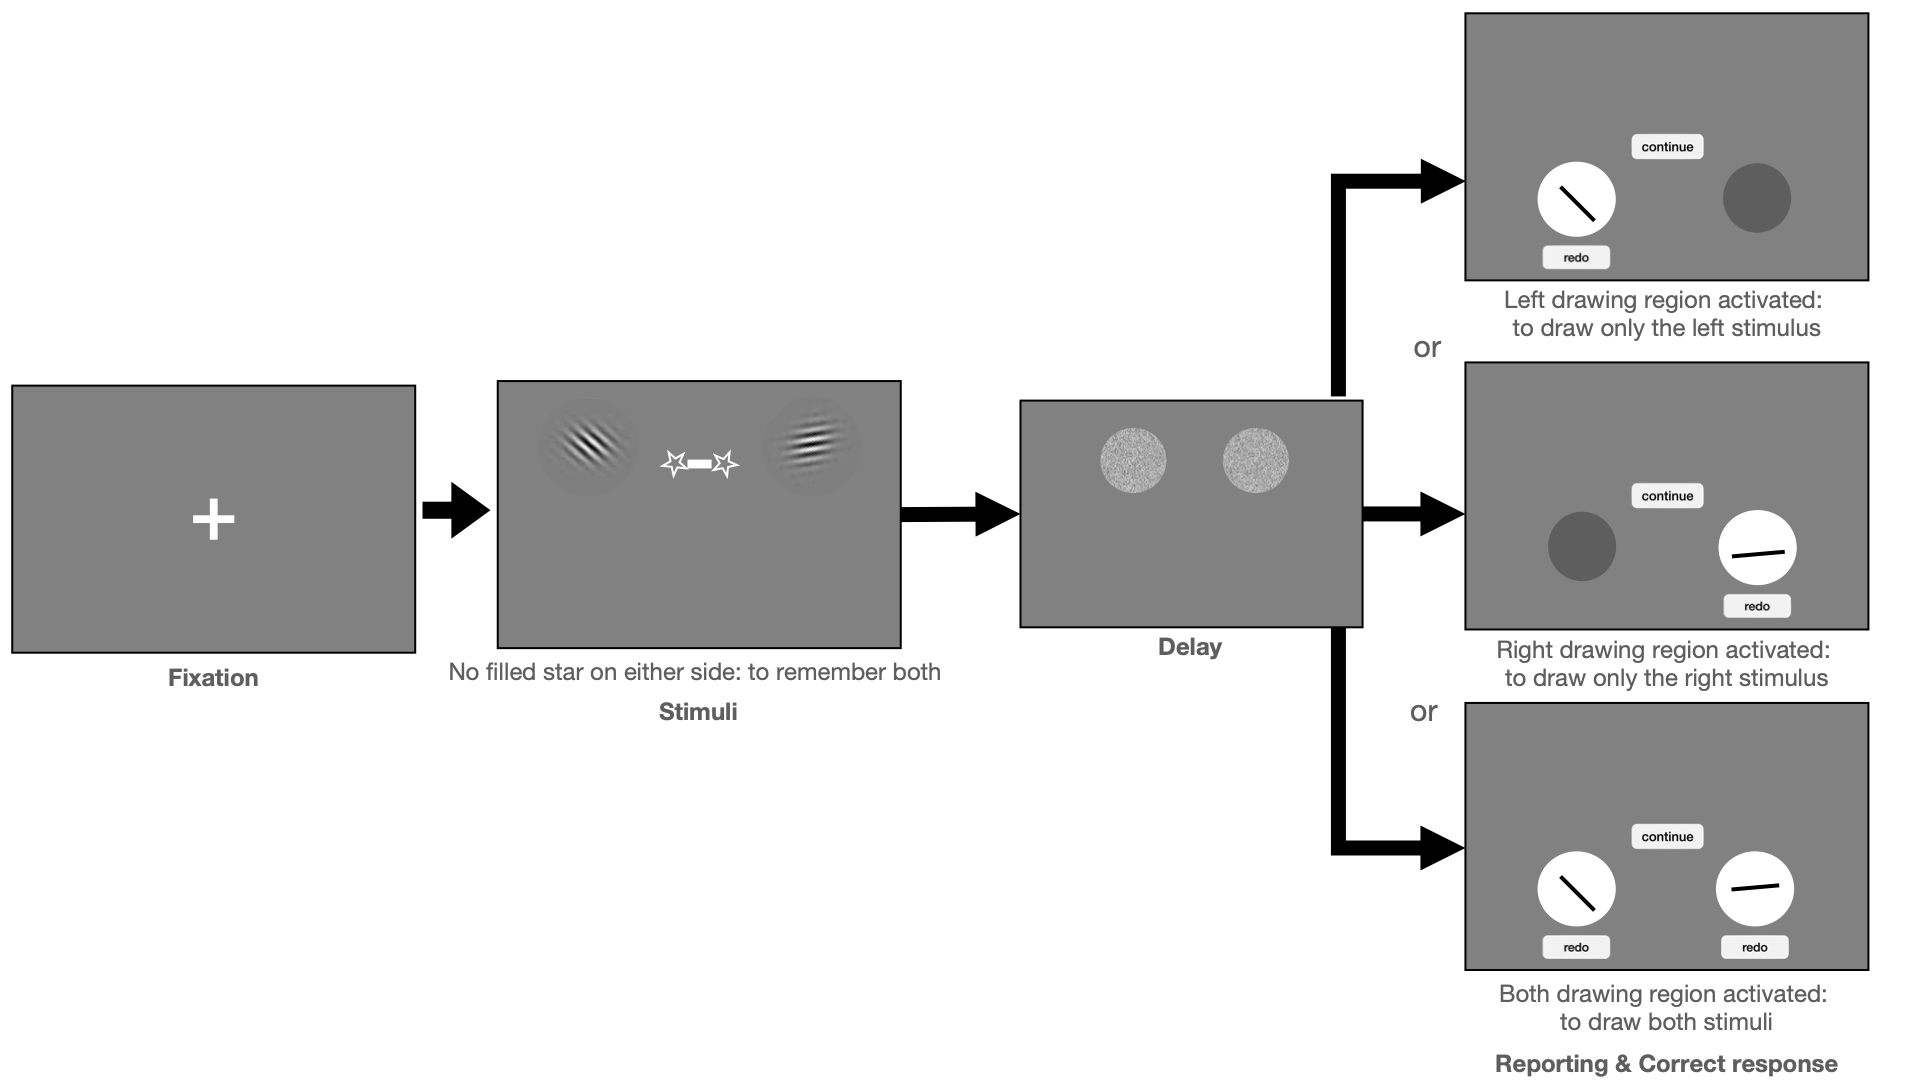 Fixation
No filled star on either side: to remember both
Stimuli
Delay
continue
redo
Left drawing region activated:
to draw only the left stimulus
or
continue
redo
Right drawing region activated:
to draw only the right stimulus
or
continue
redo
redo
Both drawing region activated:
to draw both stimuli
Reporting & Correct response